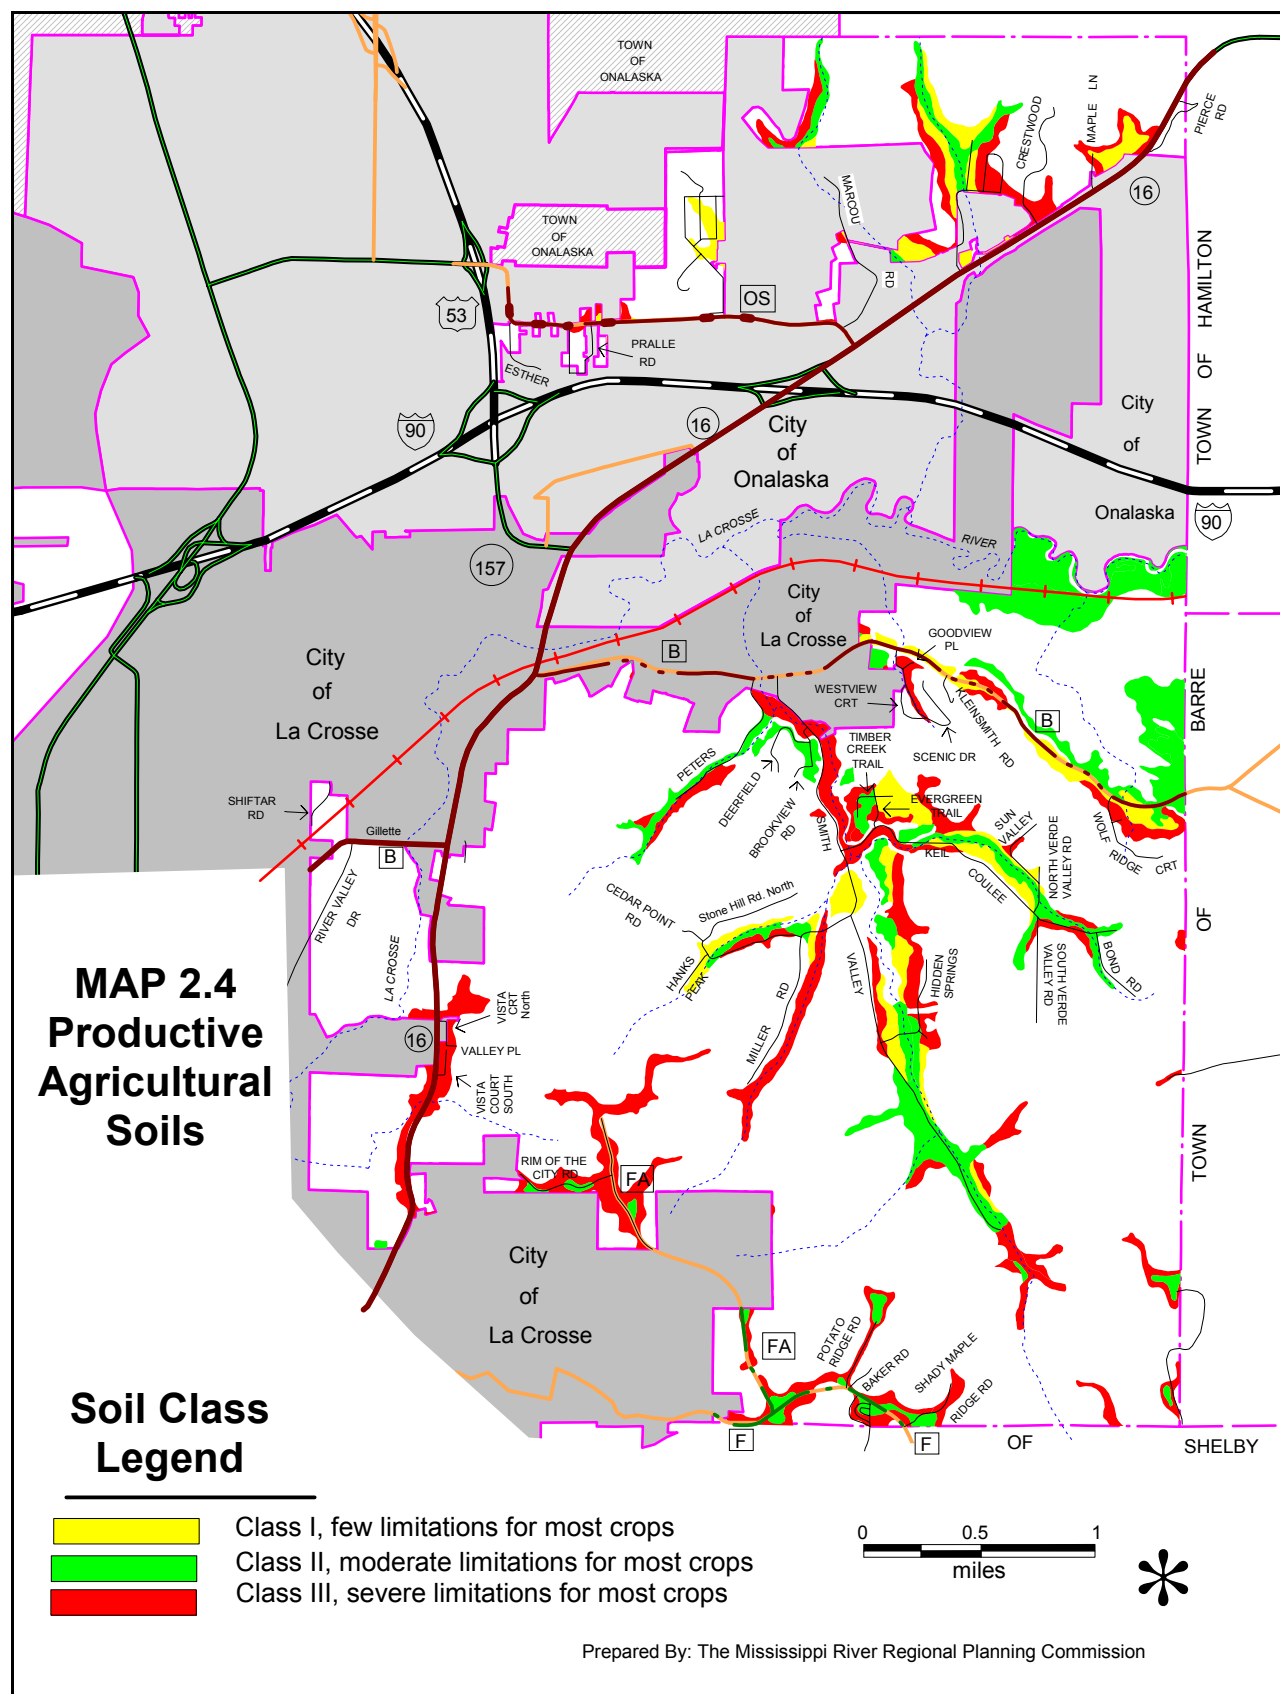 TOWN
OF
ONALASKA
TOWN
OF
ONALASKA
MARCOU
RD
CRESTWOOD
MAPLE LN
PIERCE
RD
16
53
OS
PRALLE
RD
ESTHER
90
16
City
of
Onalaska
City
of
Onalaska
90
TOWN OF HAMILTON
LA CROSSE
RIVER
157
City
of
La Crosse
City
of
La Crosse
B
GOODVIEW
PL
WESTVIEW
CRT
KLEINSMITH
RD
SCENIC DR
B
BARRE
OF
TOWN
TIMBER
CREEK
TRAIL
EVERGREEN
TRAIL
PETERS
DEERFIELD
BROOKVIEW
RD
SMITH
KEIL
COULEE
SUN
VALLEY
NORTH VERDE
VALLEY RD
WOLF
RIDGE
CRT
SHIFTAR
RD
Gillette
B
RIVER VALLEY
DR
LA CROSSE
CEDAR POINT
RD
Stone Hill Rd. North
HANKS
PEAK
MILLER
RD
VALLEY
HIDDEN
SPRINGS
SOUTH VERDE
VALLEY RD
BOND
RD
MAP 2.4
Productive
Agricultural
Soils
VISTA
CRT
North
16
VALLEY PL
VISTA
COURT
SOUTH
RIM OF THE
CITY RD
FA
City
of
La Crosse
FA
POTATO
RIDGE RD
BAKER RD
SHADY MAPLE
RIDGE RD
F
F
OF
SHELBY
Soil Class
Legend
Class I, few limitations for most crops
Class II, moderate limitations for most crops
Class III, severe limitations for most crops
0 0.5 1
miles
Prepared By: The Mississippi River Regional Planning Commission